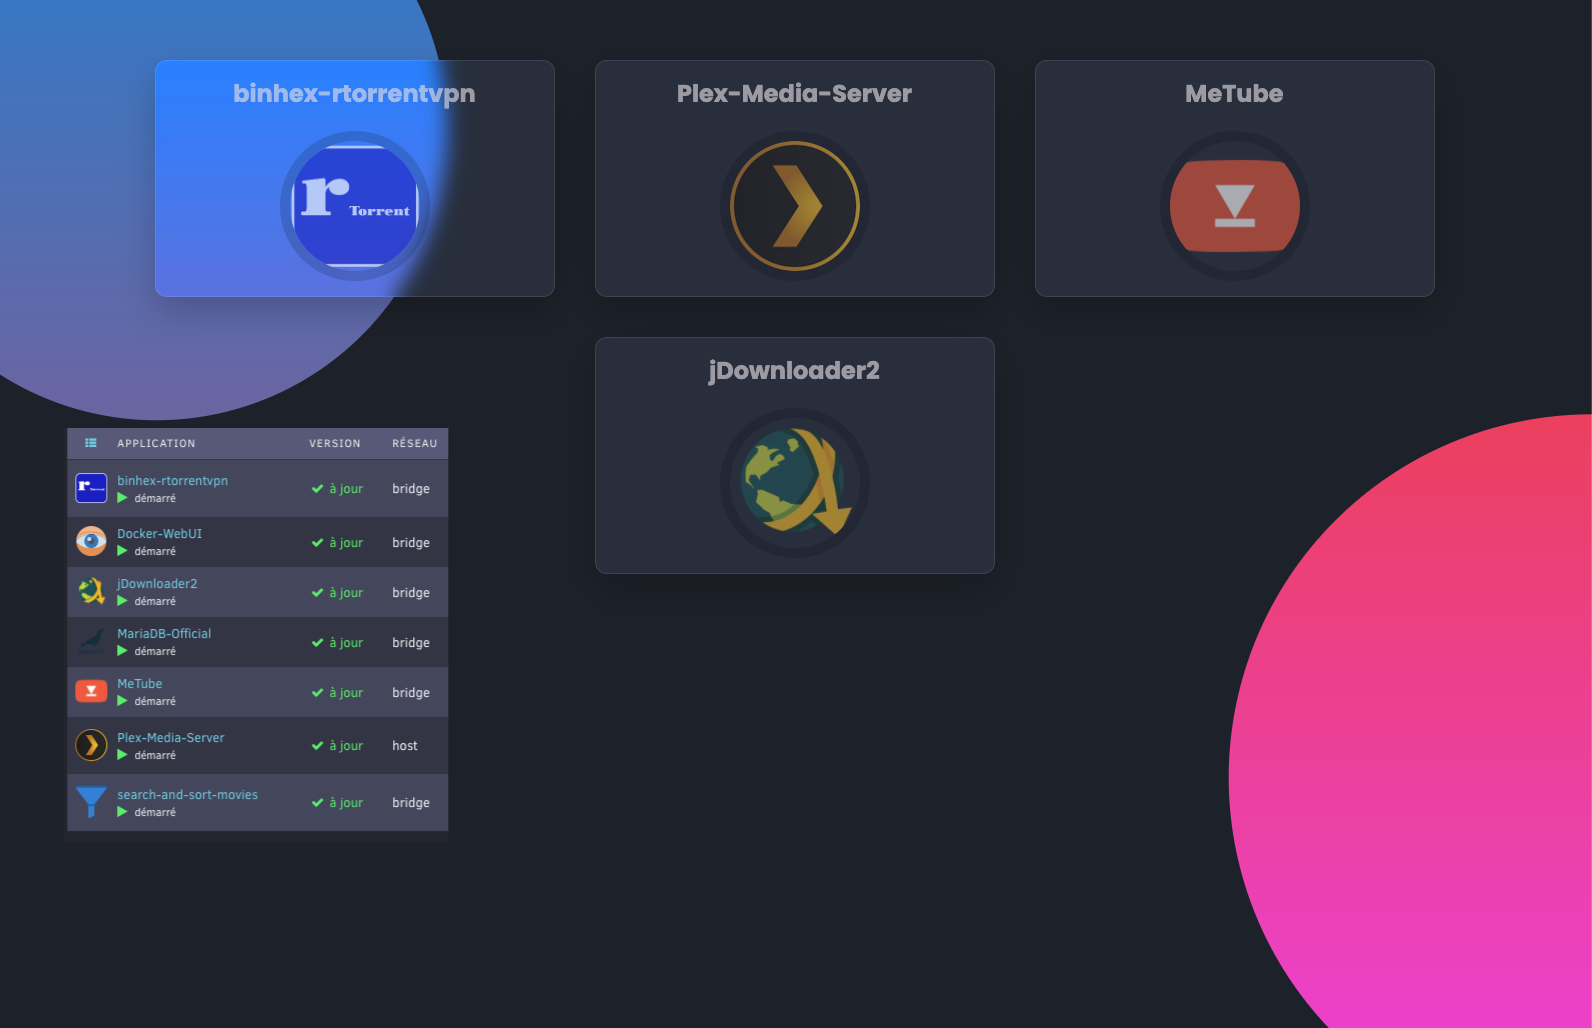 binhex-rtorrentvpn
Plex-Media-Server
MeTube
r Torrent
jDownloader2
APPLICATION VERSION RÉSEAU
binhex-rtorrentvpn
démarré
à jour bridge
Docker-WebUI
démarré
à jour bridge
jDownloader2
démarré
à jour bridge
MariaDB-Official
démarré
à jour bridge
MeTube
démarré
à jour bridge
Plex-Media-Server
démarré
à jour host
search-and-sort-movies
démarré
à jour bridge